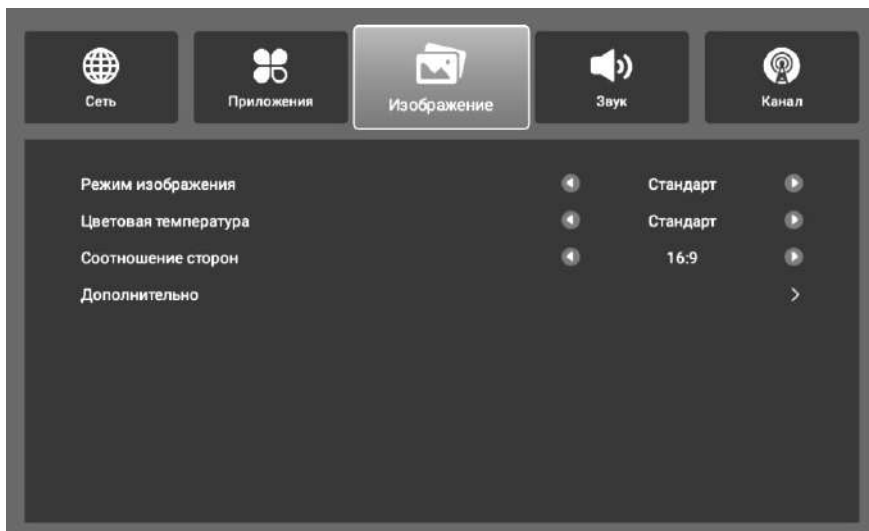 Сеть
Приложения
Изображение
Звук
Канал
Режим изображения Стандарт
Цветовая температура Стандарт
Соотношение сторон 16:9
Дополнительно